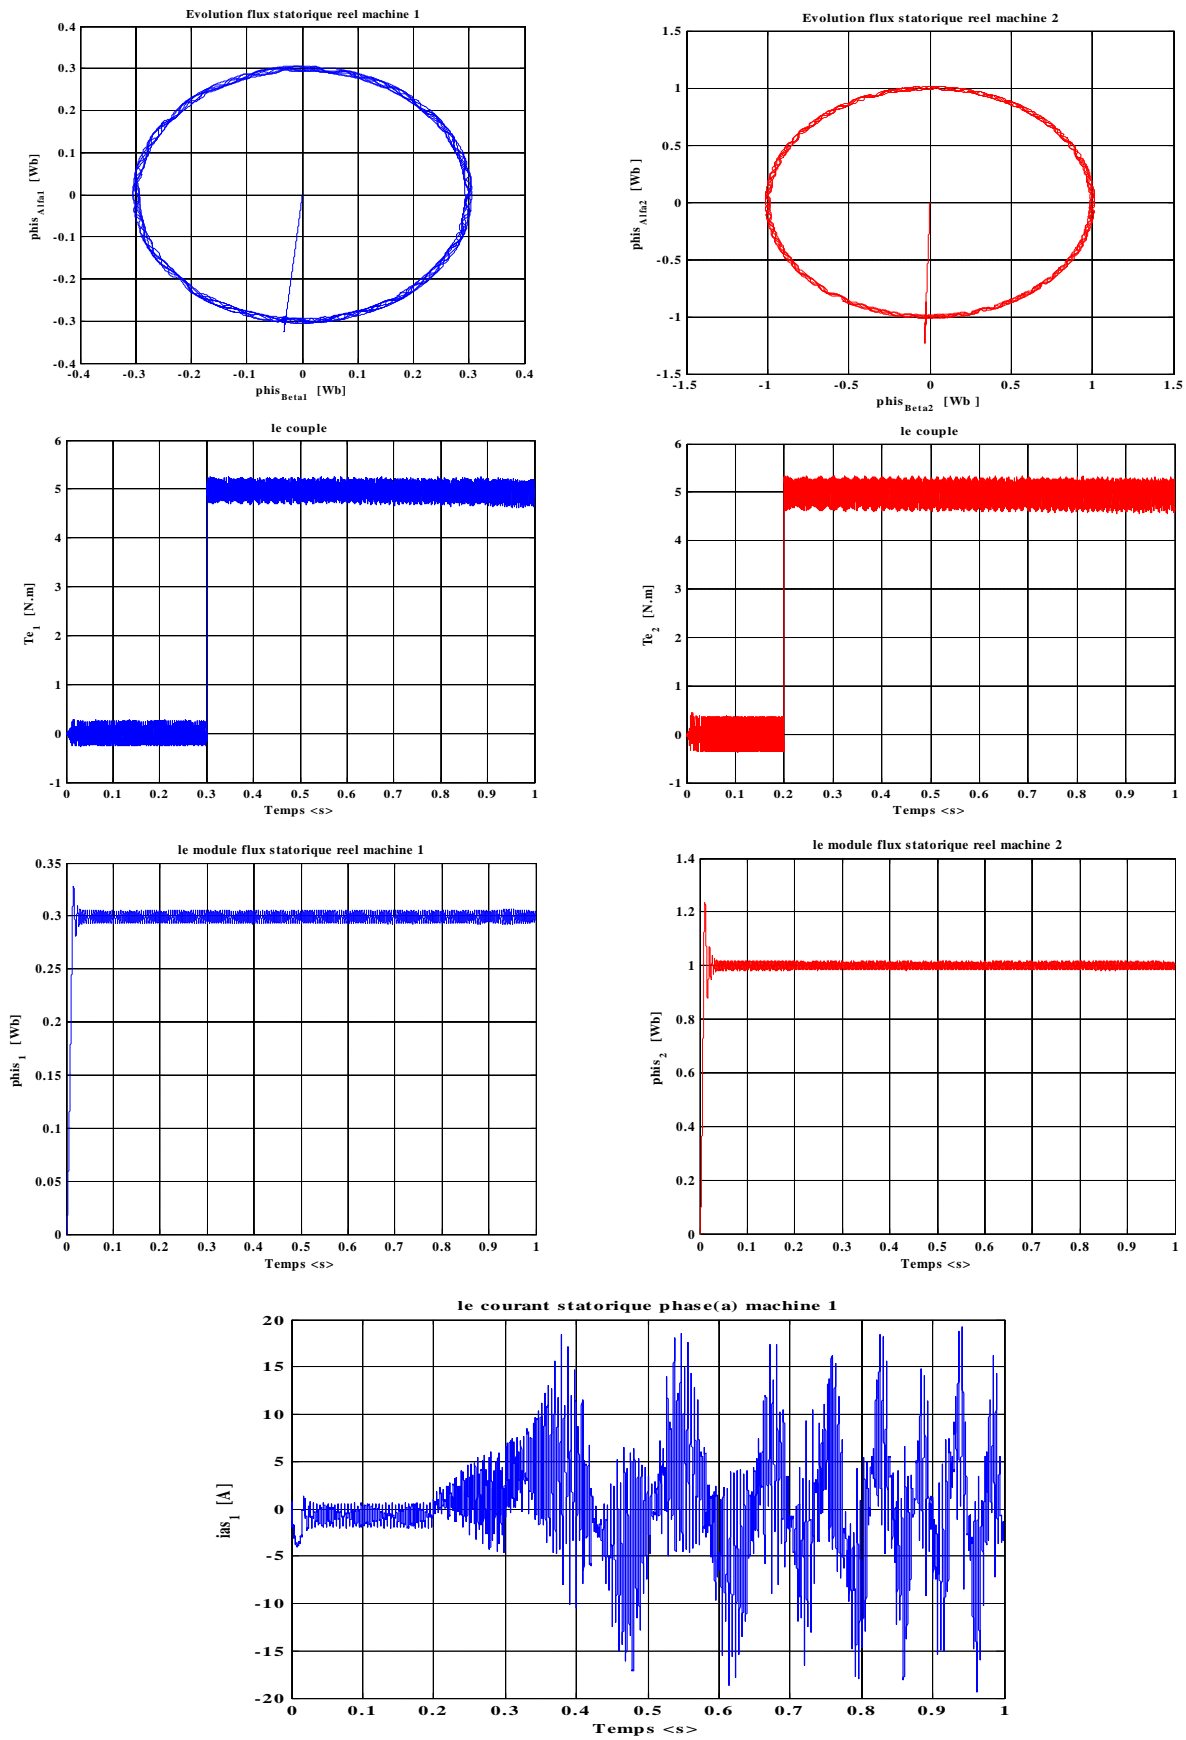 Evolution flux statorique reel machine 1
0.4
0.3
0.2
0.1
0
-0.1
-0.2
-0.3
-0.4
phis Alfa1 [Wb]
-0.4 -0.3 -0.2 -0.1 0 0.1 0.2 0.3 0.4
phis Beta1 [Wb]
Evolution flux statorique reel machine 2
1.5
1
0.5
0
-0.5
-1
-1.5
phis Alfa2 [Wb ]
-1.5 -1 -0.5 0 0.5 1 1.5
phis Beta2 [Wb ]
le couple
6
5
4
3
2
1
0
-1
Te 1 [N.m]
0 0.1 0.2 0.3 0.4 0.5 0.6 0.7 0.8 0.9 1
Temps <s>
le couple
6
5
4
3
2
1
0
-1
Te 2 [N.m]
0 0.1 0.2 0.3 0.4 0.5 0.6 0.7 0.8 0.9 1
Temps <s>
le module flux statorique reel machine 1
0.35
0.3
0.25
0.2
0.15
0.1
0.05
0
phis 1 [Wb]
0 0.1 0.2 0.3 0.4 0.5 0.6 0.7 0.8 0.9 1
Temps <s>
le module flux statorique reel machine 2
1.4
1.2
1
0.8
0.6
0.4
0.2
0
phis 2 [Wb]
0 0.1 0.2 0.3 0.4 0.5 0.6 0.7 0.8 0.9 1
Temps <s>
le courant statorique phase(a) machine 1
20
15
10
5
0
-5
-10
-15
-20
ias 1 [A]
0 0.1 0.2 0.3 0.4 0.5 0.6 0.7 0.8 0.9 1
Temps <s>